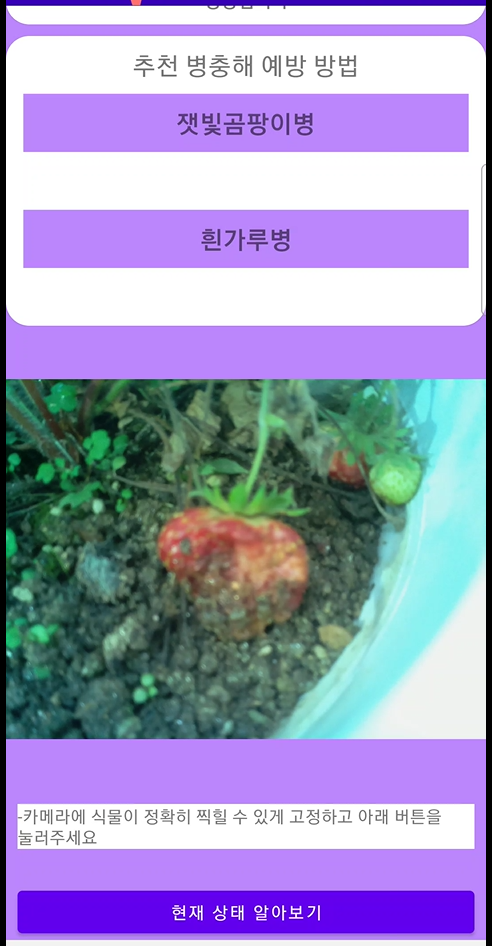 추천 병충해 예방 방법
잿빛곰팡이병
흰가루병
-카메라에 식물이 정확히 찍힐 수 있게 고정하고 아래 버튼을
눌러주세요
현재 상태 알아보기